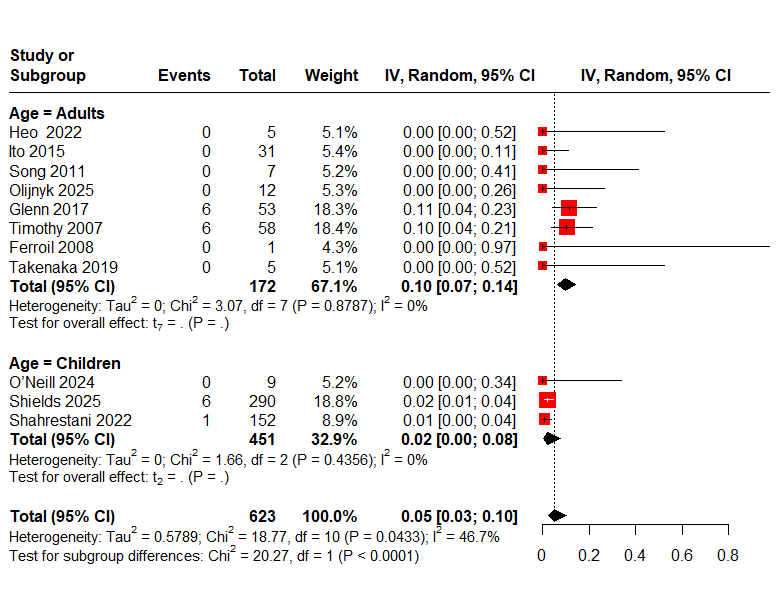 Study or
Subgroup Events Total Weight IV, Random, 95% CI IV, Random, 95% CI
Age = Adults
Heo 2022 0 5 5.1% 0.00 [0.00; 0.52]
Ito 2015 0 31 5.4% 0.00 [0.00; 0.11]
Song 2011 0 7 5.2% 0.00 [0.00; 0.41]
Olijnyk 2025 0 12 5.3% 0.00 [0.00; 0.26]
Glenn 2017 6 53 18.3% 0.11 [0.04; 0.23]
Timothy 2007 6 58 18.4% 0.10 [0.04; 0.21]
Ferroil 2008 0 1 4.3% 0.00 [0.00; 0.97]
Takenaka 2019 0 5 5.1% 0.00 [0.00; 0.52]
Total (95% CI) 172 67.1% 0.10 [0.07; 0.14]
Heterogeneity: Tau² = 0; Chi² = 3.07, df = 7 (P = 0.8787); I² = 0%
Test for overall effect: t₇ = . (P = .)
Age = Children
O'Neill 2024 0 9 5.2% 0.00 [0.00; 0.34]
Shields 2025 6 290 18.8% 0.02 [0.01; 0.04]
Shahrestani 2022 1 152 8.9% 0.01 [0.00; 0.04]
Total (95% CI) 451 32.9% 0.02 [0.00; 0.08]
Heterogeneity: Tau² = 0; Chi² = 1.66, df = 2 (P = 0.4356); I² = 0%
Test for overall effect: t₂ = . (P = .)
Total (95% CI) 623 100.0% 0.05 [0.03; 0.10]
Heterogeneity: Tau² = 0.5789; Chi² = 18.77, df = 10 (P = 0.0433); I² = 46.7%
Test for subgroup differences: Chi² = 20.27, df = 1 (P < 0.0001)
0 0.2 0.4 0.6 0.8